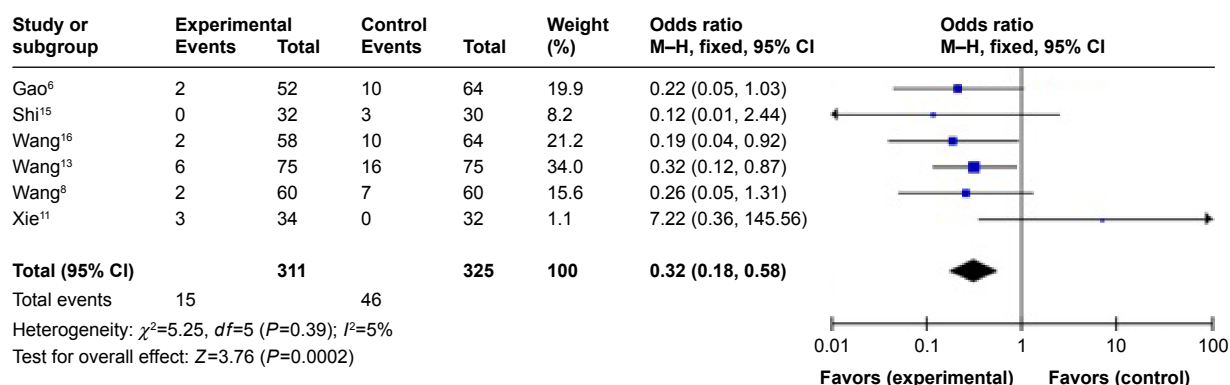 Study or subgroup Experimental Events Total Control Events Total Weight (%) Odds ratio M–H, fixed, 95% CI Odds ratio M–H, fixed, 95% CI
Gao⁶ 2 52 10 64 19.9 0.22 (0.05, 1.03)
Shi¹⁵ 0 32 3 30 8.2 0.12 (0.01, 2.44)
Wang¹⁶ 2 58 10 64 21.2 0.19 (0.04, 0.92)
Wang¹³ 6 75 16 75 34.0 0.32 (0.12, 0.87)
Wang⁸ 2 60 7 60 15.6 0.26 (0.05, 1.31)
Xie¹¹ 3 34 0 32 1.1 7.22 (0.36, 145.56)
Total (95% CI) 311 325 100 0.32 (0.18, 0.58)
Total events 15 46
Heterogeneity: χ²=5.25, df=5 (P=0.39); I²=5%
Test for overall effect: Z=3.76 (P=0.0002)
0.01 0.1 1 10 100
Favors (experimental) Favors (control)